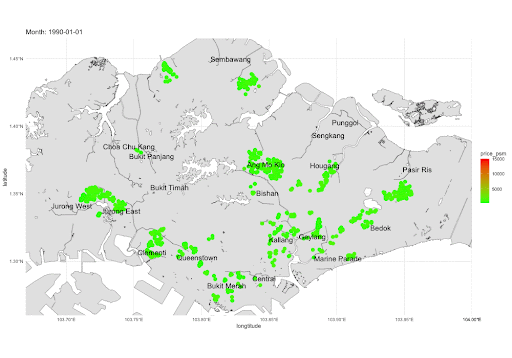 Month: 1990-01-01
Sembawang
1.45°N
Punggol
1.40°N
Sengkang
Choa Chu Kang
Bukit Panjang
price_psm
15000
10000
5000
Ang Mo Kio
Hougang
Pasir Ris
Bukit Timah
Bishan
1.35°N
latitude
Jurong West
Jurong East
Bedok
Kallang
Geylang
Clementi
Queenstown
Marine Parade
1.30°N
Central
Bukit Merah
103.70°E
103.75°E
103.80°E
103.85°E
103.90°E
103.95°E
104.00°E
longtitude